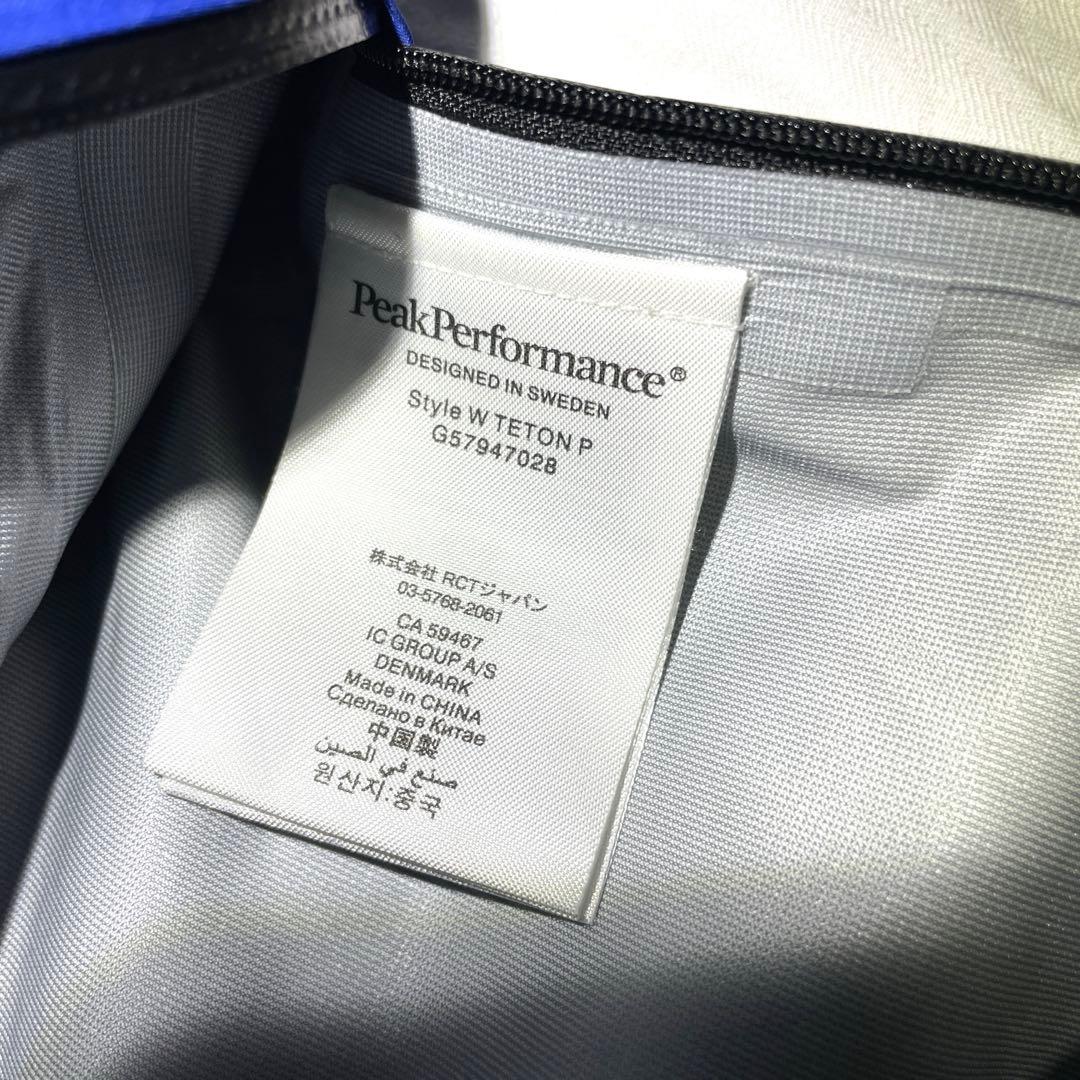 PeakPerformance®
DESIGNED IN SWEDEN
Style W TETON P
G57947028
株式会社 RCTジャパン
03-5768-2061
CA 59467
IC GROUP A/S
DENMARK
Made in CHINA
Сделано в Китае
中国製
صنع في الصين
원산지:중국